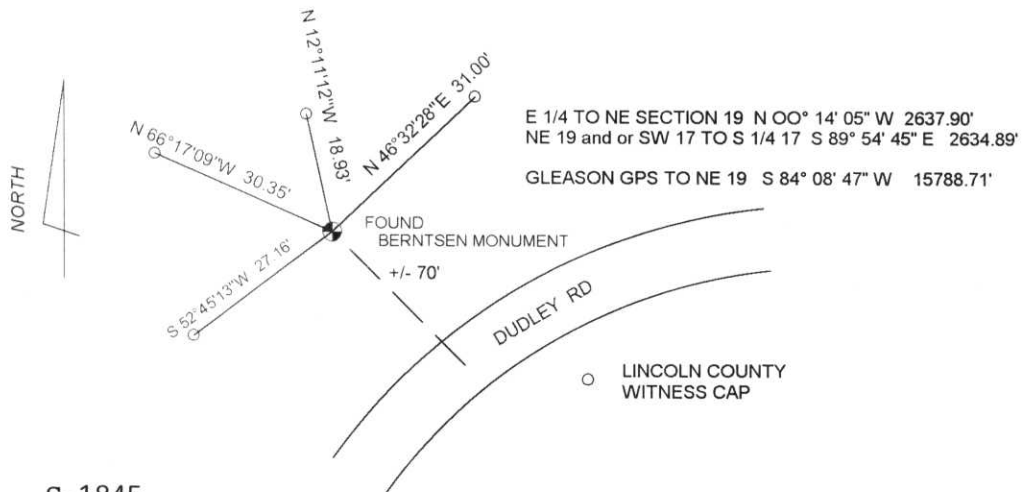 N 12°11'12"W 18.93'
N 46°32'28"E 31.00'
E 1/4 TO NE SECTION 19 N OO° 14' 05" W 2637.90'
NE 19 and or SW 17 TO S 1/4 17 S 89° 54' 45" E 2634.89'
N 66°17'09"W 30.35'
GLEASON GPS TO NE 19 S 84° 08' 47" W 15788.71'
NORTH
FOUND
BERNTSEN MONUMENT
+/- 70'
S 52°45'13"W 27.16'
DUDLEY RD
LINCOLN COUNTY
WITNESS CAP